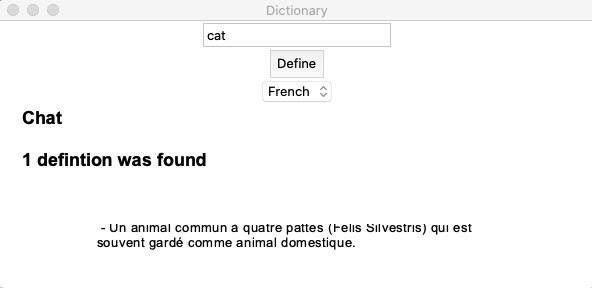 Dictionary
cat
Define
French
Chat
1 defintion was found
- Un animal commun à quatre pattes (Felis Silvestris) qui est
souvent gardé comme animal domestique.